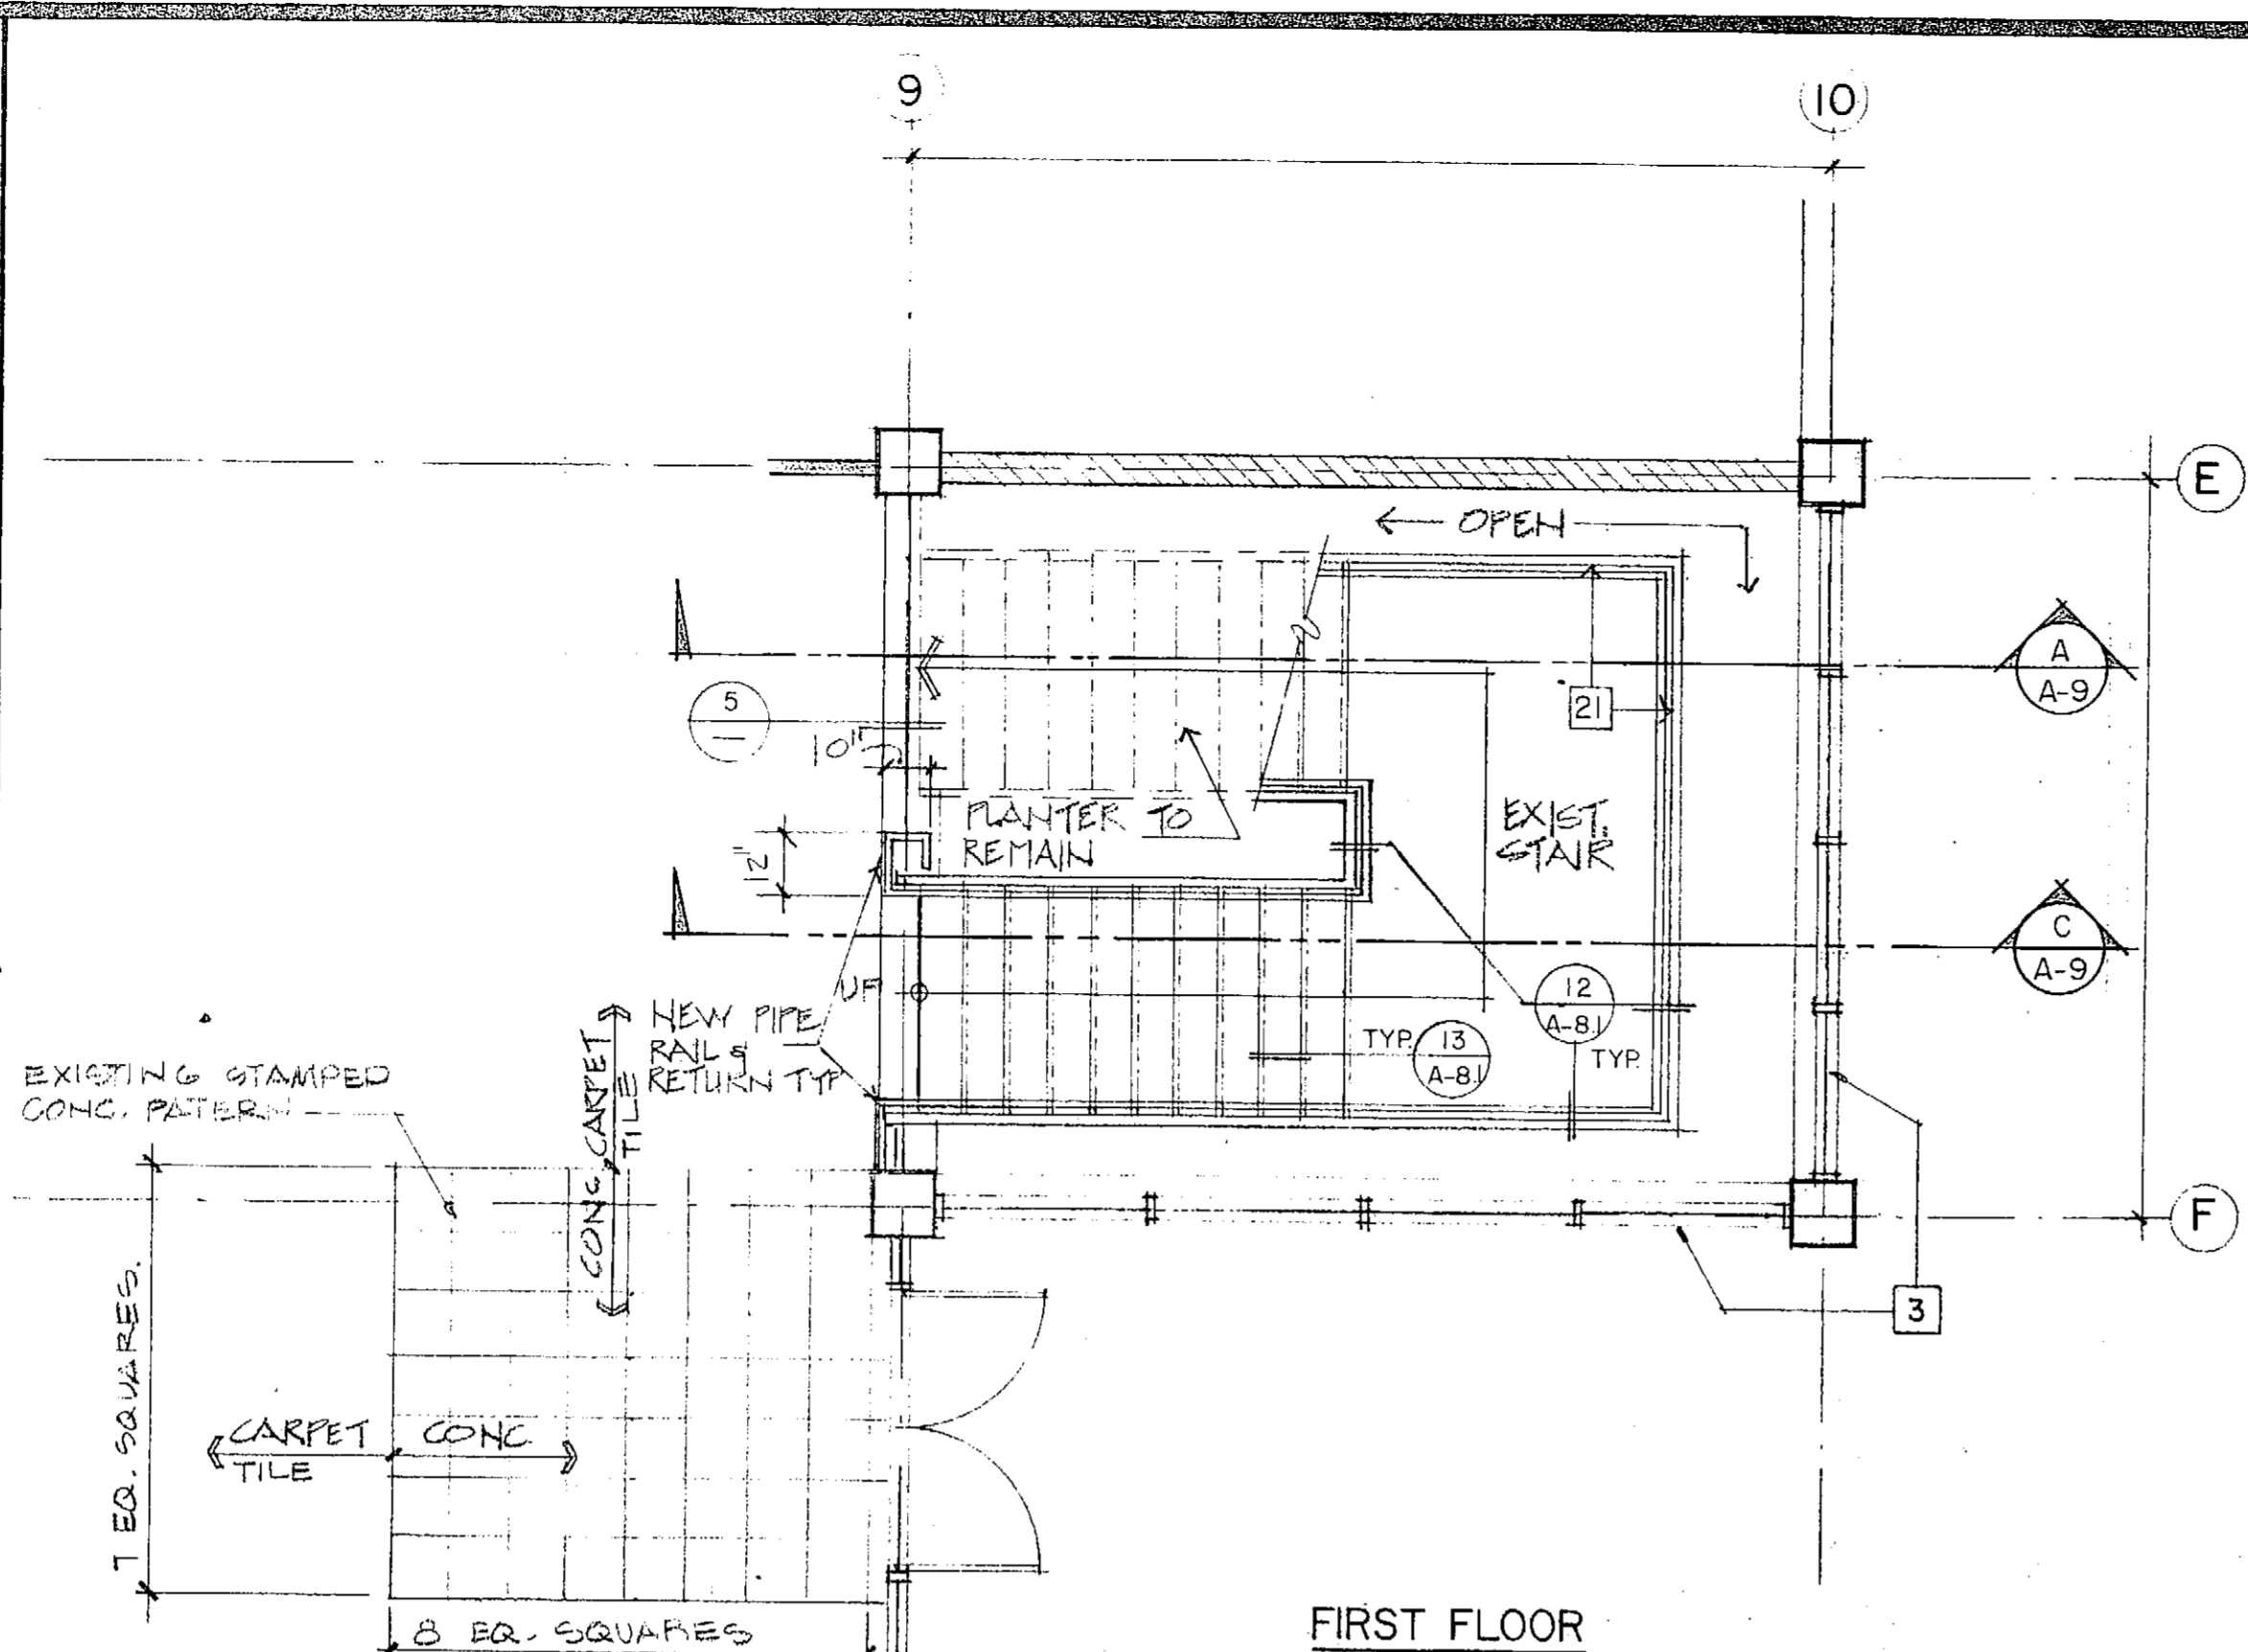 9
10
E
← OPEN
A
A-9
5
—
21
10"
PLANTER TO
REMAIN
EXIST.
STAIR
12"
C
A-9
UP
12
A-8.1
TYP.
TYP.
13
A-8.1
NEW PIPE
RAIL &
RETURN TYP
EXISTING STAMPED
CONC. PATERN
CONC. CARPET
TILE
F
3
7 EQ. SQUARES.
CARPET
TILE
CONC
8 EQ. SQUARES
FIRST FLOOR